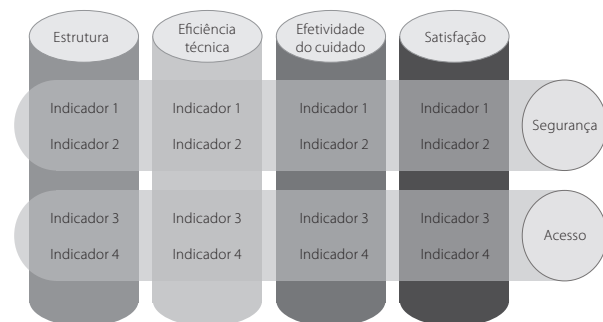 Estrutura
Eficiência
técnica
Efetividade
do cuidado
Satisfação
Indicador 1
Indicador 1
Indicador 1
Indicador 1
Indicador 2
Indicador 2
Indicador 2
Indicador 2
Segurança
Indicador 3
Indicador 3
Indicador 3
Indicador 3
Indicador 4
Indicador 4
Indicador 4
Indicador 4
Acesso